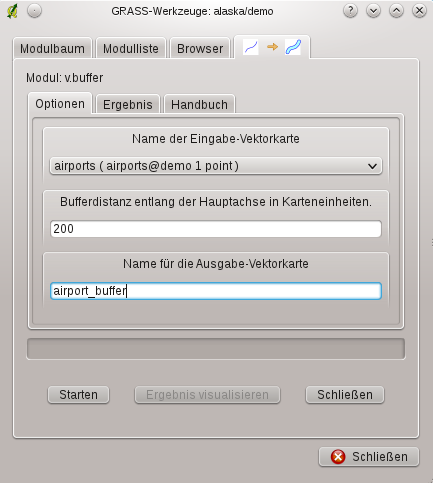 GRASS-Werkzeuge: alaska/demo
Modulbaum Modulliste Browser
Modul: v.buffer
Optionen Ergebnis Handbuch
Name der Eingabe-Vektorkarte
airports ( airports@demo 1 point )
Bufferdistanz entlang der Hauptachse in Karteneinheiten.
200
Name für die Ausgabe-Vektorkarte
airport_buffer
Starten Ergebnis visualisieren Schließen
Schließen